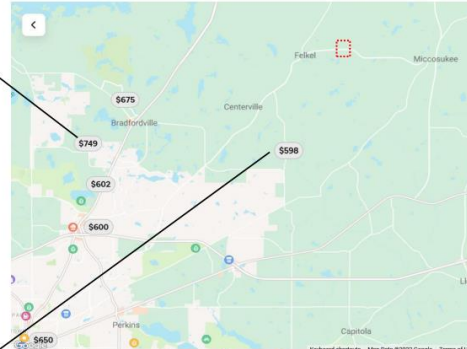 Felkel
Miccosukee
$675
Centerville
Bradfordville
$749
$598
$602
$600
Perkins
Capitola
$650